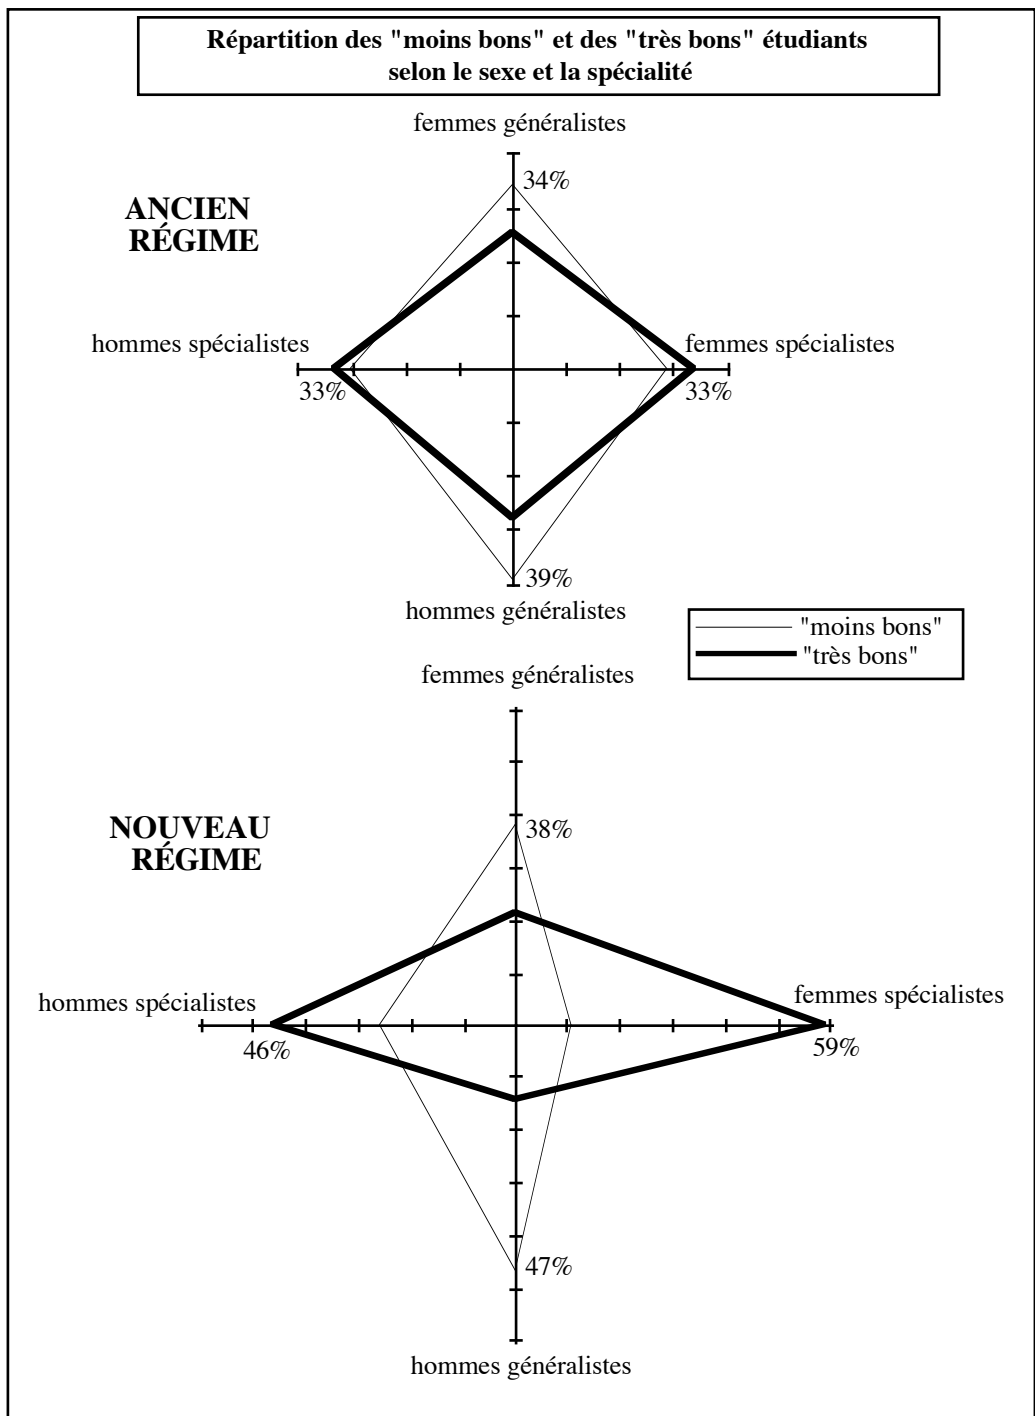 Répartition des "moins bons" et des "très bons" étudiants
selon le sexe et la spécialité
femmes généralistes
34%
ANCIEN
RÉGIME
hommes spécialistes
femmes spécialistes
33%
33%
39%
hommes généralistes
"moins bons"
"très bons"
femmes généralistes
NOUVEAU
RÉGIME
38%
hommes spécialistes
femmes spécialistes
46%
59%
47%
hommes généralistes